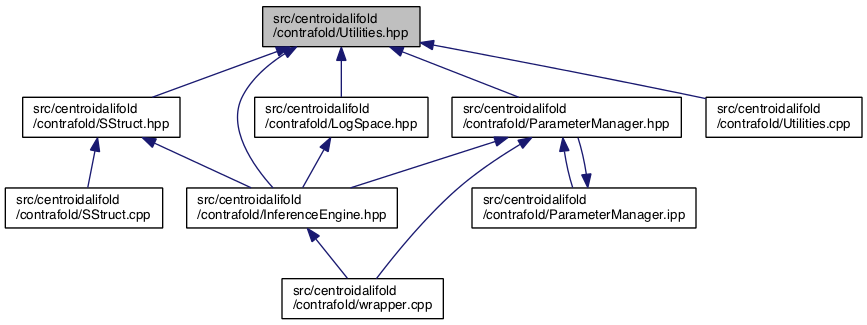 src/centroidalifold
/contrafold/Utilities.hpp
src/centroidalifold
/contrafold/SStruct.hpp
src/centroidalifold
/contrafold/LogSpace.hpp
src/centroidalifold
/contrafold/ParameterManager.hpp
src/centroidalifold
/contrafold/Utilities.cpp
src/centroidalifold
/contrafold/SStruct.cpp
src/centroidalifold
/contrafold/InferenceEngine.hpp
src/centroidalifold
/contrafold/ParameterManager.ipp
src/centroidalifold
/contrafold/wrapper.cpp